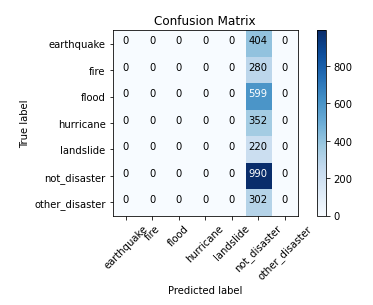 Confusion Matrix
True label
earthquake 0 0 0 0 0 404 0
fire 0 0 0 0 0 280 0
flood 0 0 0 0 0 599 0
hurricane 0 0 0 0 0 352 0
landslide 0 0 0 0 0 220 0
not_disaster 0 0 0 0 0 990 0
other_disaster 0 0 0 0 0 302 0
earthquake fire flood hurricane landslide not_disaster other_disaster
Predicted label
800
600
400
200
0